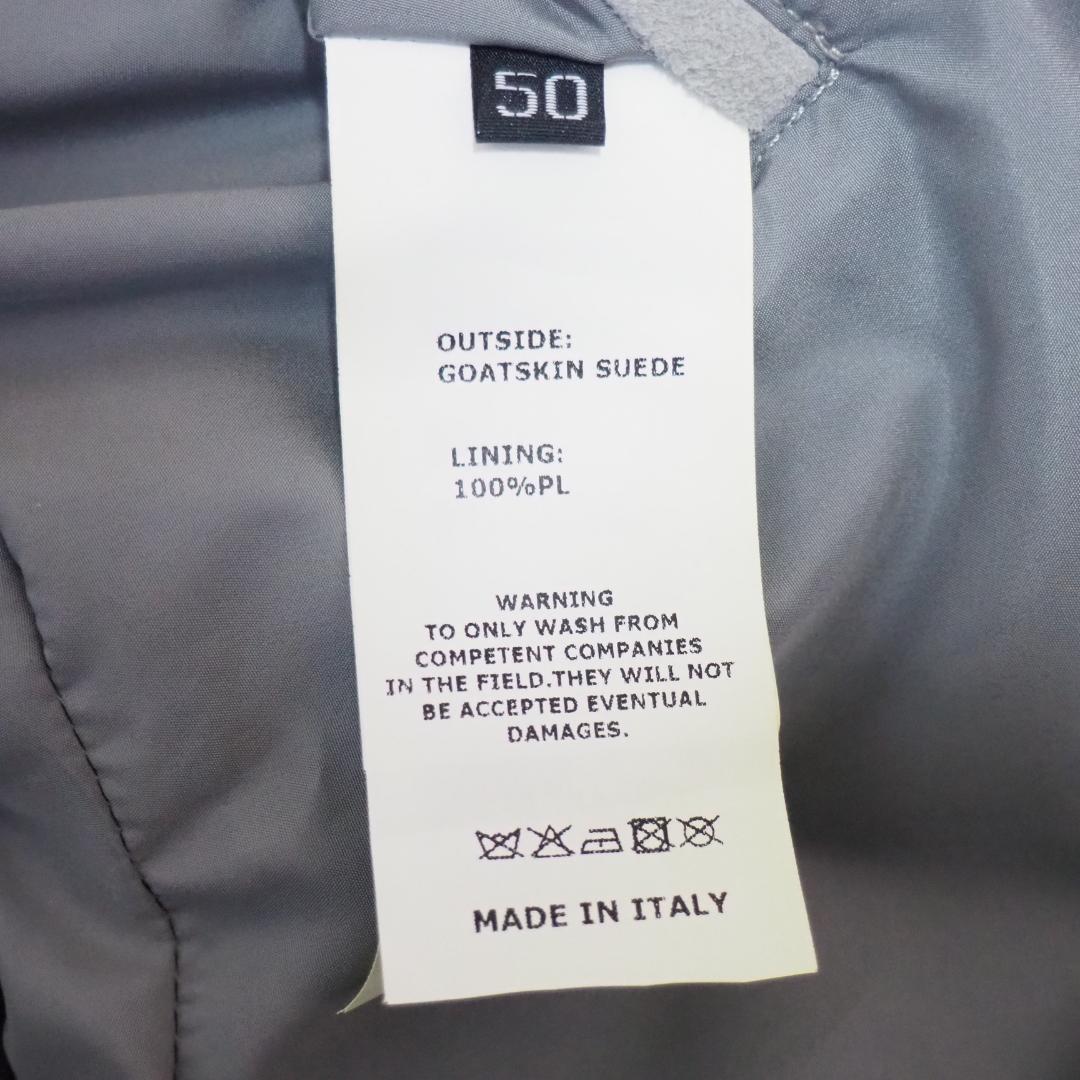 50
OUTSIDE:
GOATSKIN SUEDE
LINING:
100%PL
WARNING
TO ONLY WASH FROM
COMPETENT COMPANIES
IN THE FIELD.THEY WILL NOT
BE ACCEPTED EVENTUAL
DAMAGES.
MADE IN ITALY